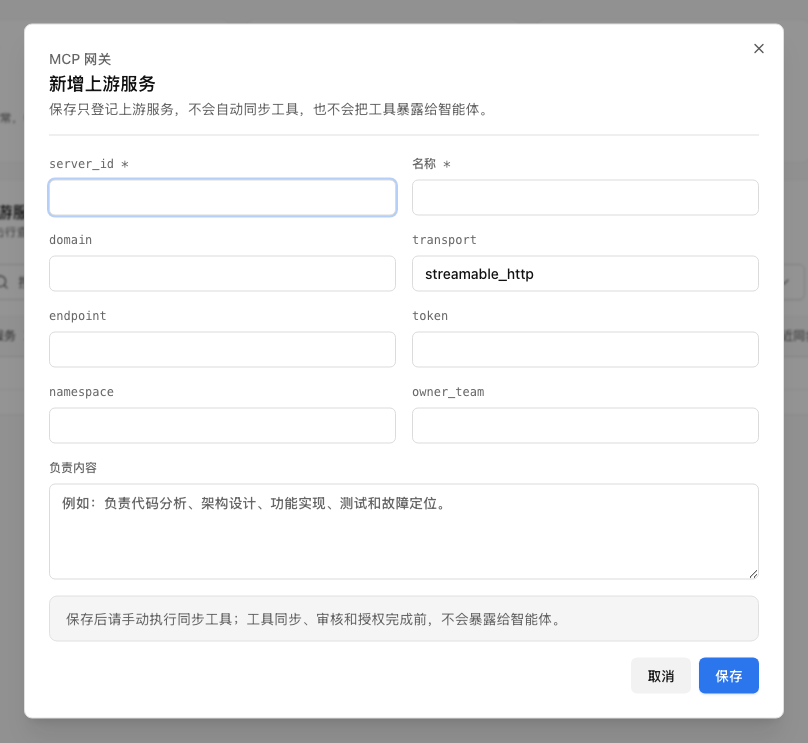 MCP 网关
新增上游服务
保存只登记上游服务，不会自动同步工具，也不会把工具暴露给智能体。
server_id *
名称 *
domain
transport
streamable_http
endpoint
token
namespace
owner_team
负责内容
例如：负责代码分析、架构设计、功能实现、测试和故障定位。
保存后请手动执行同步工具；工具同步、审核和授权完成前，不会暴露给智能体。
取消
保存